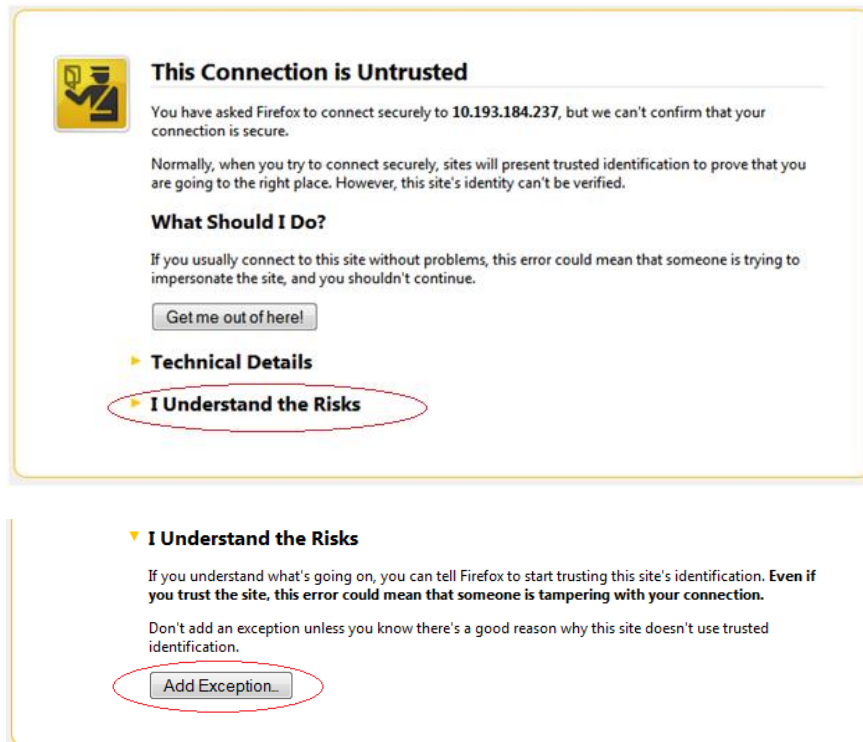 This Connection is Untrusted
You have asked Firefox to connect securely to 10.193.184.237, but we can't confirm that your
connection is secure.
Normally, when you try to connect securely, sites will present trusted identification to prove that you
are going to the right place. However, this site's identity can't be verified.
What Should I Do?
If you usually connect to this site without problems, this error could mean that someone is trying to
impersonate the site, and you shouldn't continue.
Get me out of here!
Technical Details
I Understand the Risks
I Understand the Risks
If you understand what's going on, you can tell Firefox to start trusting this site's identification. Even if
you trust the site, this error could mean that someone is tampering with your connection.
Don't add an exception unless you know there's a good reason why this site doesn't use trusted
identification.
Add Exception...